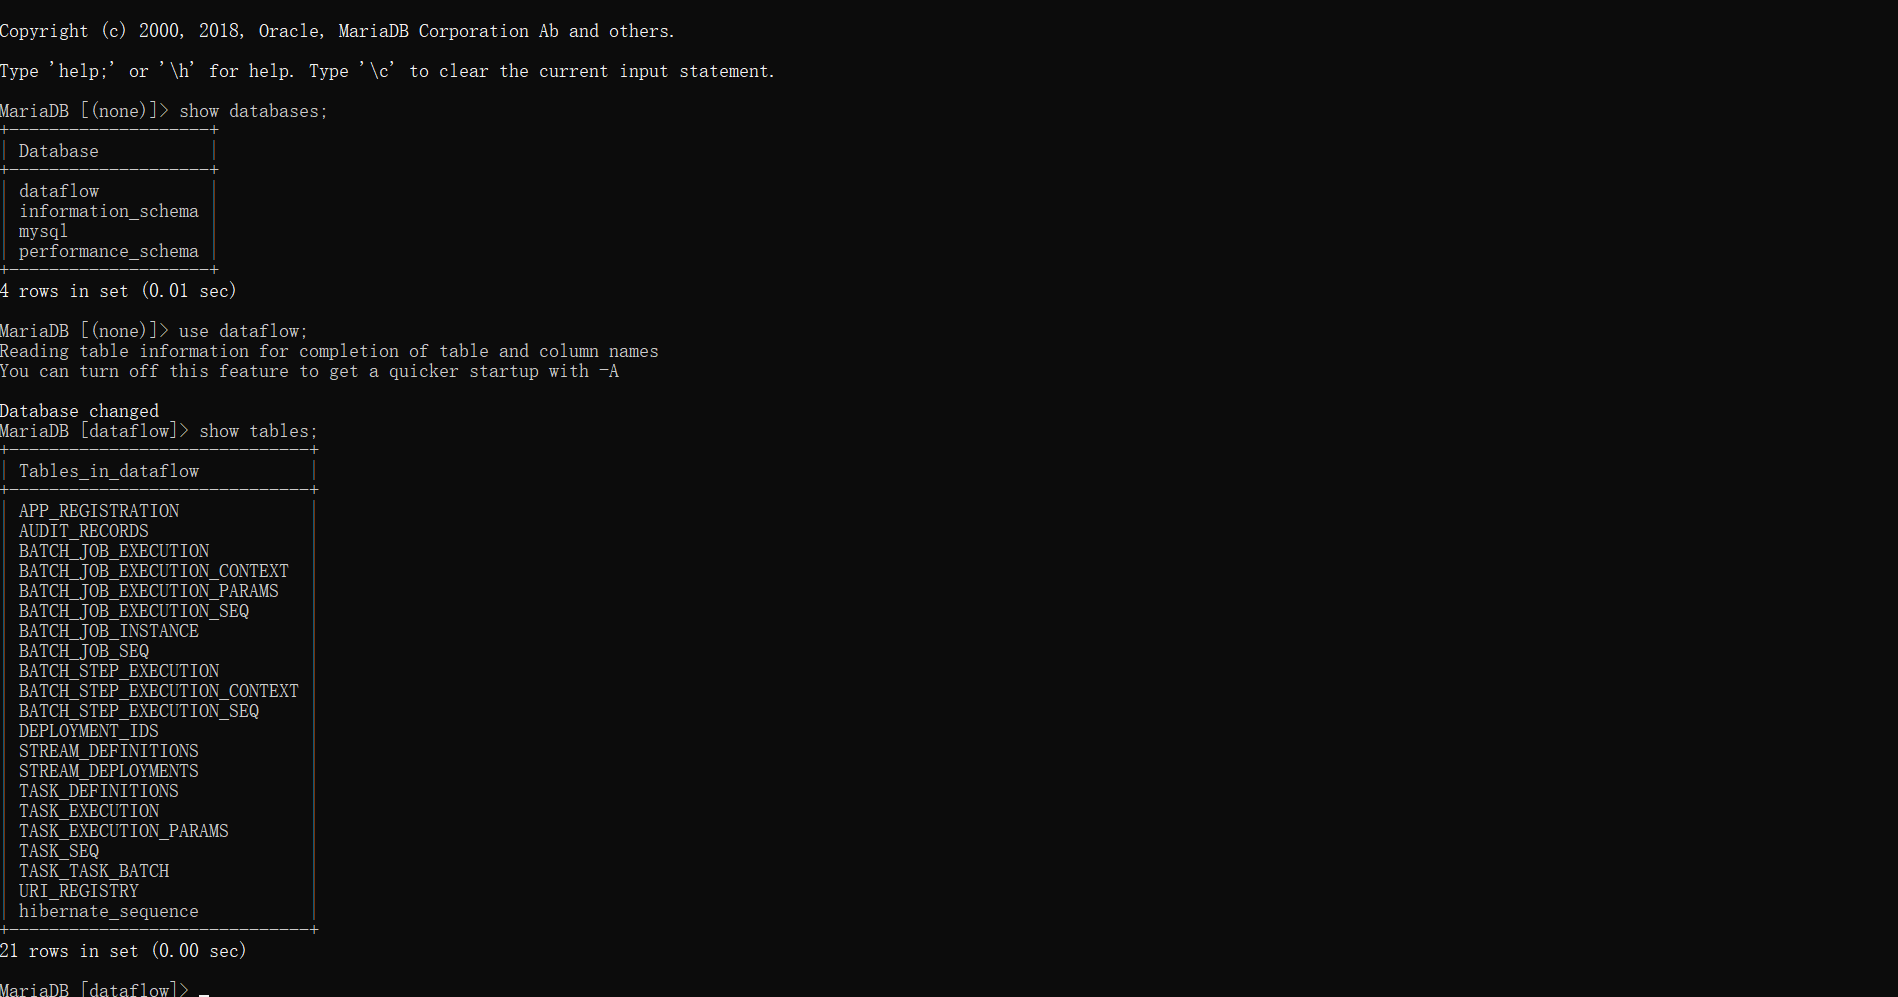 Copyright (c) 2000, 2018, Oracle, MariaDB Corporation Ab and others.
Type 'help;' or '\h' for help. Type '\c' to clear the current input statement.
MariaDB [(none)]> show databases;
+--------------------+
| Database           |
+--------------------+
| dataflow           |
| information_schema |
| mysql              |
| performance_schema |
+--------------------+
4 rows in set (0.01 sec)
MariaDB [(none)]> use dataflow;
Reading table information for completion of table and column names
You can turn off this feature to get a quicker startup with -A
Database changed
MariaDB [dataflow]> show tables;
+------------------------------+
| Tables_in_dataflow           |
+------------------------------+
| APP_REGISTRATION             |
| AUDIT_RECORDS                |
| BATCH_JOB_EXECUTION          |
| BATCH_JOB_EXECUTION_CONTEXT  |
| BATCH_JOB_EXECUTION_PARAMS   |
| BATCH_JOB_EXECUTION_SEQ      |
| BATCH_JOB_INSTANCE           |
| BATCH_JOB_SEQ                |
| BATCH_STEP_EXECUTION         |
| BATCH_STEP_EXECUTION_CONTEXT |
| BATCH_STEP_EXECUTION_SEQ     |
| DEPLOYMENT_IDS               |
| STREAM_DEFINITIONS           |
| STREAM_DEPLOYMENTS           |
| TASK_DEFINITIONS             |
| TASK_EXECUTION               |
| TASK_EXECUTION_PARAMS        |
| TASK_SEQ                     |
| TASK_TASK_BATCH              |
| URI_REGISTRY                 |
| hibernate_sequence           |
+------------------------------+
21 rows in set (0.00 sec)
MariaDB [dataflow]> _